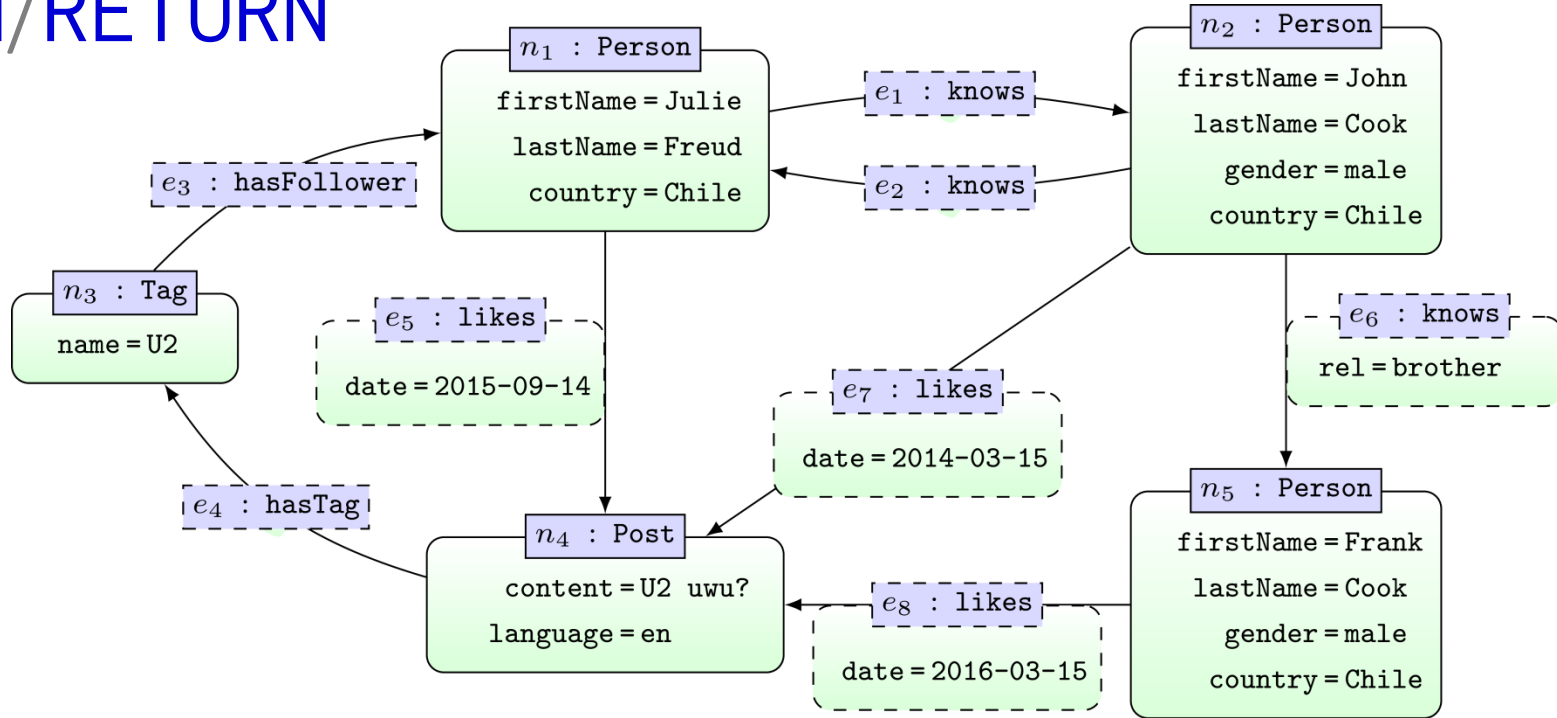 /RETURN
n1 : Person
firstName = Julie
lastName = Freud
country = Chile
e1 : knows
e2 : knows
n2 : Person
firstName = John
lastName = Cook
gender = male
country = Chile
e3 : hasFollower
n3 : Tag
name = U2
e5 : likes
date = 2015-09-14
e7 : likes
date = 2014-03-15
e6 : knows
rel = brother
e4 : hasTag
n4 : Post
content = U2 uwu?
language = en
e8 : likes
date = 2016-03-15
n5 : Person
firstName = Frank
lastName = Cook
gender = male
country = Chile